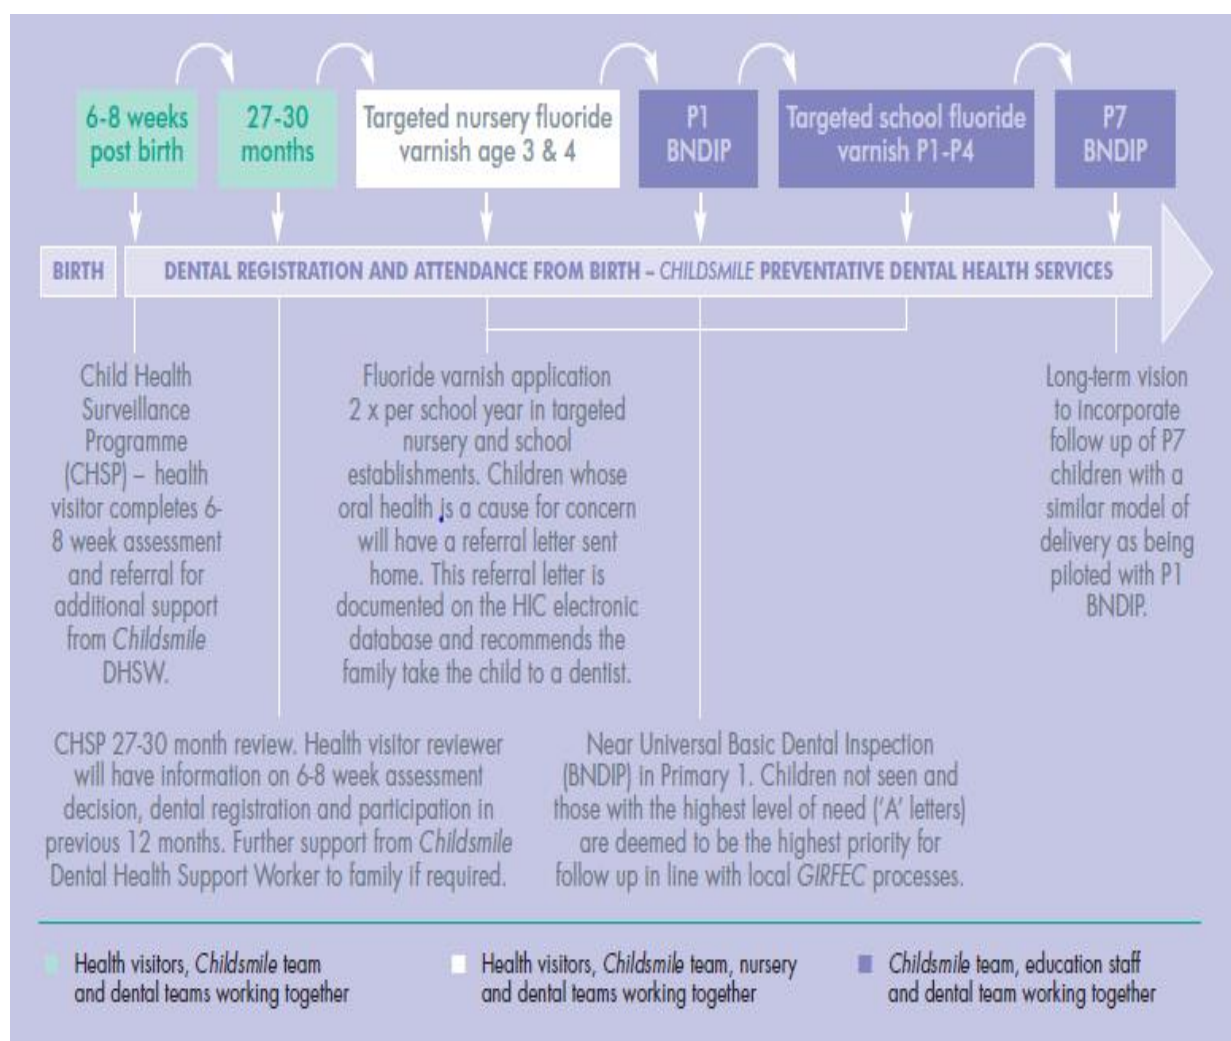 6-8 weeks
post birth
27-30
months
Targeted nursery fluoride
varnish age 3 & 4
P1
BNDIP
Targeted school fluoride
varnish P1-P4
P7
BNDIP
BIRTH
DENTAL REGISTRATION AND ATTENDANCE FROM BIRTH – CHILDSMILE PREVENTATIVE DENTAL HEALTH SERVICES
Child Health
Surveillance
Programme
(CHSP) – health
visitor completes 6-
8 week assessment
and referral for
additional support
from Childsmile
DHSW.
Fluoride varnish application
2 x per school year in targeted
nursery and school
establishments. Children whose
oral health is a cause for concern
will have a referral letter sent
home. This referral letter is
documented on the HIC electronic
database and recommends the
family take the child to a dentist.
Long-term vision
to incorporate
follow up of P7
children with a
similar model of
delivery as being
piloted with P1
BNDIP.
CHSP 27-30 month review. Health visitor reviewer
will have information on 6-8 week assessment
decision, dental registration and participation in
previous 12 months. Further support from Childsmile
Dental Health Support Worker to family if required.
Near Universal Basic Dental Inspection
(BNDIP) in Primary 1. Children not seen and
those with the highest level of need (‘A’ letters)
are deemed to be the highest priority for
follow up in line with local GIRFEC processes.
Health visitors, Childsmile team
and dental teams working together
Health visitors, Childsmile team, nursery
and dental teams working together
Childsmile team, education staff
and dental team working together